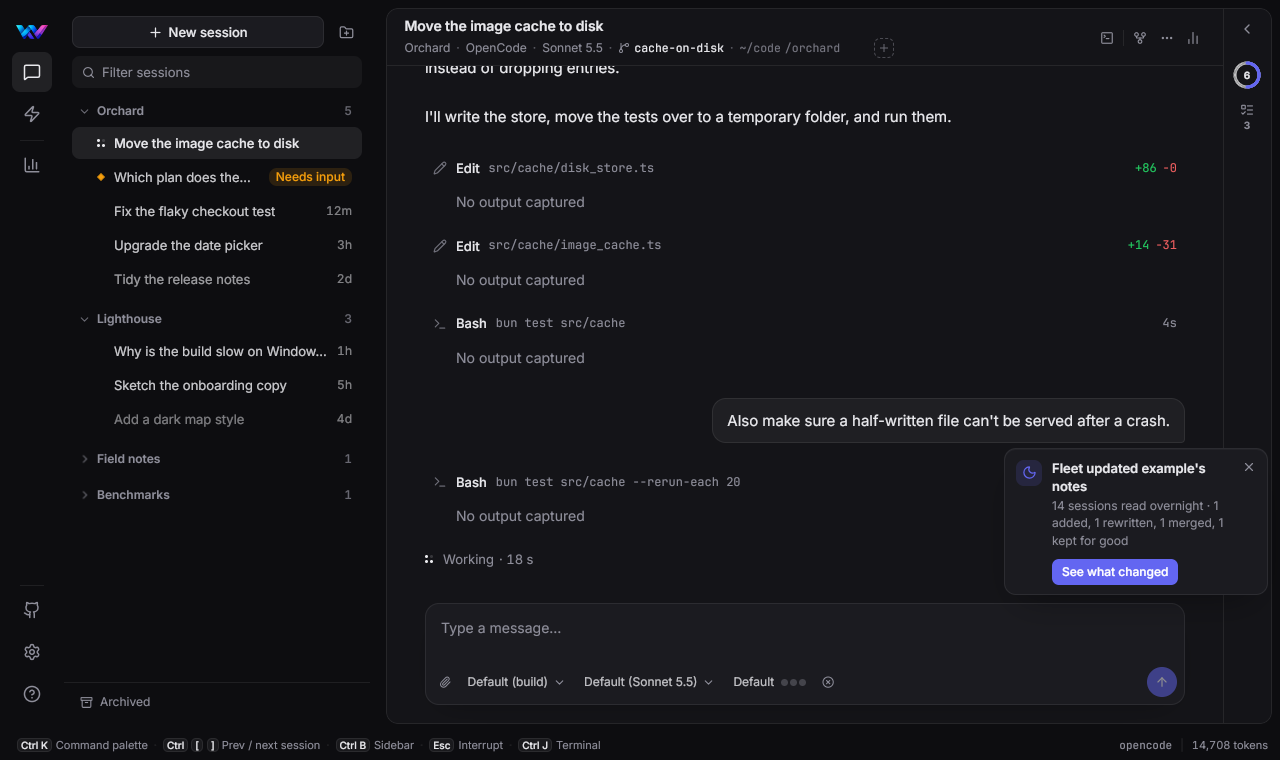 New session
Filter sessions
Orchard 5
Move the image cache to disk
Which plan does the... Needs input
Fix the flaky checkout test 12m
Upgrade the date picker 3h
Tidy the release notes 2d
Lighthouse 3
Why is the build slow on Window... 1h
Sketch the onboarding copy 5h
Add a dark map style 4d
Field notes 1
Benchmarks 1
Archived
Move the image cache to disk
Orchard · OpenCode · Sonnet 5.5 · cache-on-disk · ~/code/orchard
instead of dropping entries.
I'll write the store, move the tests over to a temporary folder, and run them.
Edit src/cache/disk_store.ts +86 -0
No output captured
Edit src/cache/image_cache.ts +14 -31
No output captured
Bash bun test src/cache 4s
No output captured
Also make sure a half-written file can't be served after a crash.
Bash bun test src/cache --rerun-each 20
No output captured
Working · 18 s
Type a message...
Default (build) Default (Sonnet 5.5) Default
6
3
Fleet updated example's
notes
14 sessions read overnight · 1
added, 1 rewritten, 1 merged, 1
kept for good
See what changed
Ctrl K Command palette · Ctrl [ ] Prev / next session · Ctrl B Sidebar · Esc Interrupt · Ctrl J Terminal
opencode 14,708 tokens